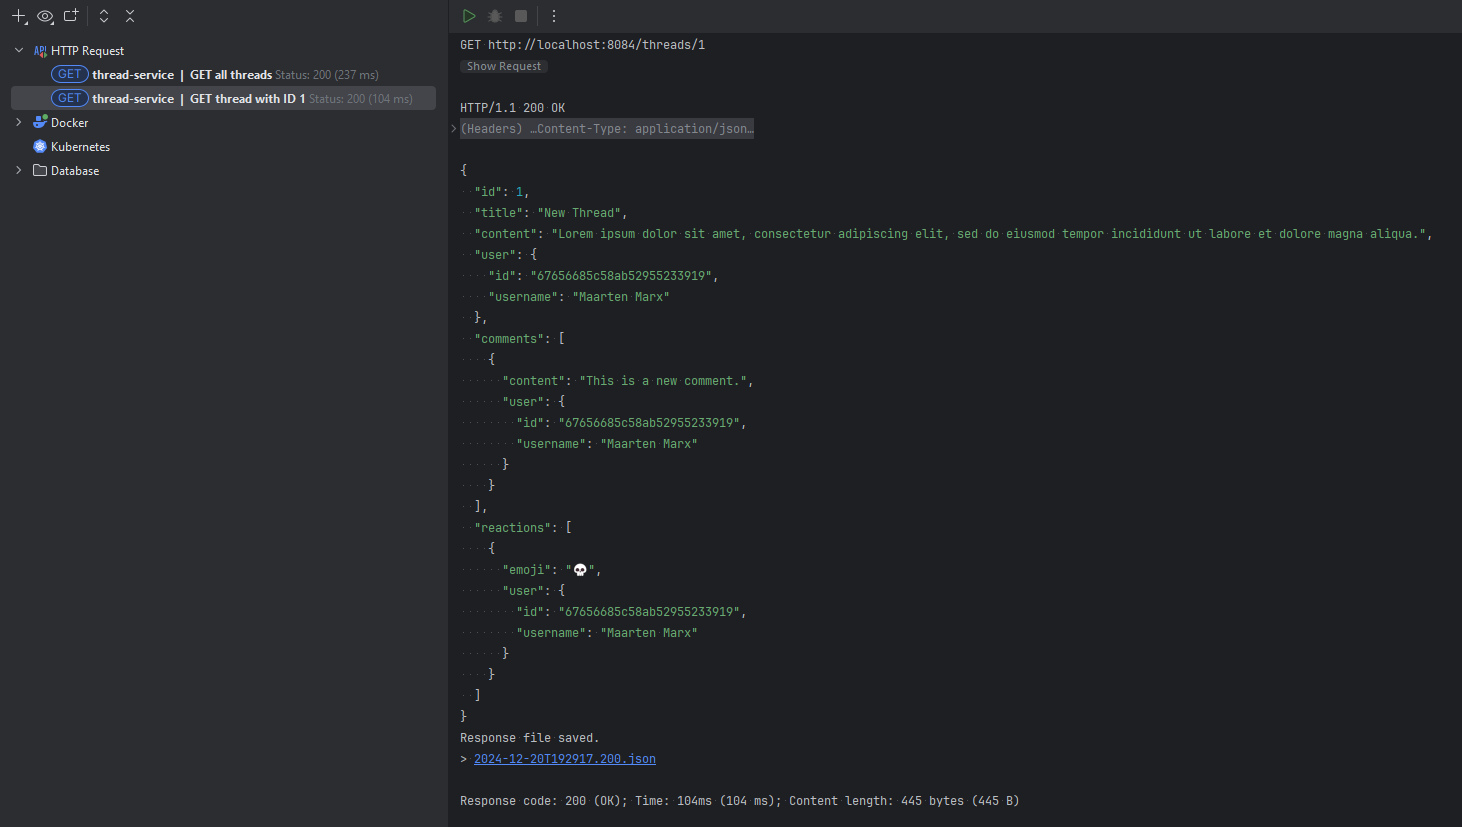 HTTP Request
GET thread-service | GET all threads Status: 200 (237 ms)
GET thread-service | GET thread with ID 1 Status: 200 (104 ms)
Docker
Kubernetes
Database
GET http://localhost:8084/threads/1
Show Request
HTTP/1.1 200 OK
(Headers) …Content-Type: application/json…
{
  "id": 1,
  "title": "New Thread",
  "content": "Lorem ipsum dolor sit amet, consectetur adipiscing elit, sed do eiusmod tempor incididunt ut labore et dolore magna aliqua.",
  "user": {
    "id": "67656685c58ab52955233919",
    "username": "Maarten Marx"
  },
  "comments": [
    {
      "content": "This is a new comment.",
      "user": {
        "id": "67656685c58ab52955233919",
        "username": "Maarten Marx"
      }
    }
  ],
  "reactions": [
    {
      "emoji": "💀",
      "user": {
        "id": "67656685c58ab52955233919",
        "username": "Maarten Marx"
      }
    }
  ]
}
Response file saved.
> 2024-12-20T192917.200.json
Response code: 200 (OK); Time: 104ms (104 ms); Content length: 445 bytes (445 B)